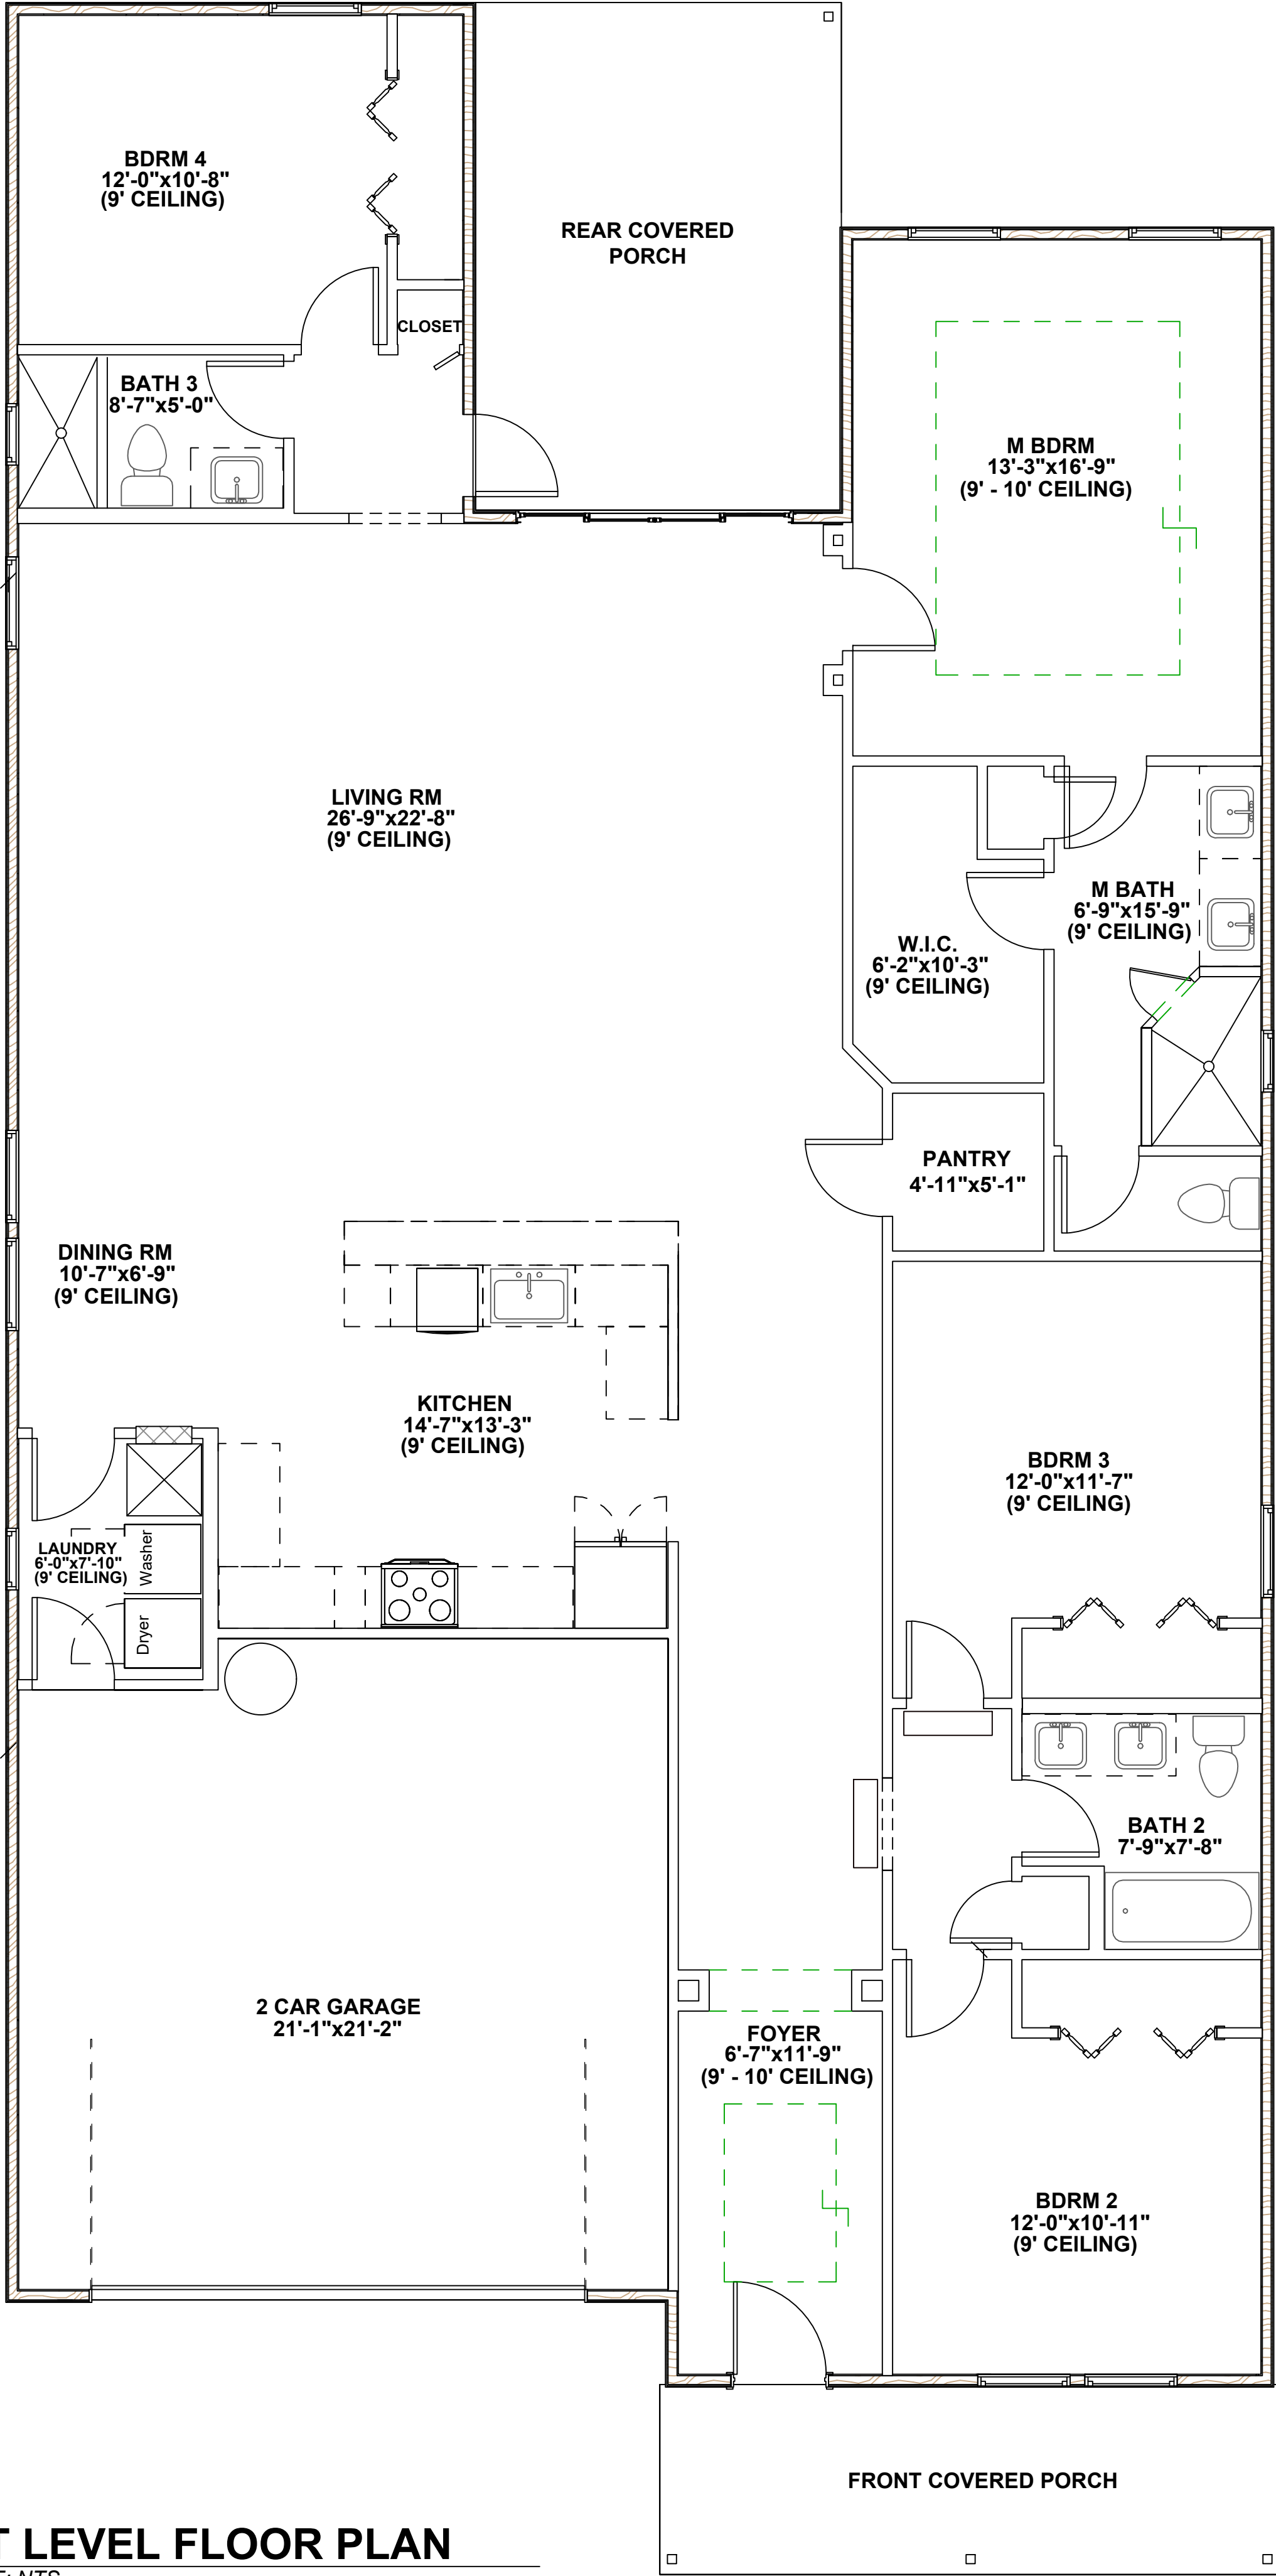 BDRM 4
12'-0"x10'-8"
(9' CEILING)
REAR COVERED
PORCH
CLOSET
BATH 3
8'-7"x5'-0"
M BDRM
13'-3"x16'-9"
(9' - 10' CEILING)
LIVING RM
26'-9"x22'-8"
(9' CEILING)
M BATH
6'-9"x15'-9"
(9' CEILING)
W.I.C.
6'-2"x10'-3"
(9' CEILING)
PANTRY
4'-11"x5'-1"
DINING RM
10'-7"x6'-9"
(9' CEILING)
KITCHEN
14'-7"x13'-3"
(9' CEILING)
BDRM 3
12'-0"x11'-7"
(9' CEILING)
LAUNDRY
6'-0"x7'-10"
(9' CEILING)
Washer
Dryer
BATH 2
7'-9"x7'-8"
2 CAR GARAGE
21'-1"x21'-2"
FOYER
6'-7"x11'-9"
(9' - 10' CEILING)
BDRM 2
12'-0"x10'-11"
(9' CEILING)
FRONT COVERED PORCH
T LEVEL FLOOR PLAN